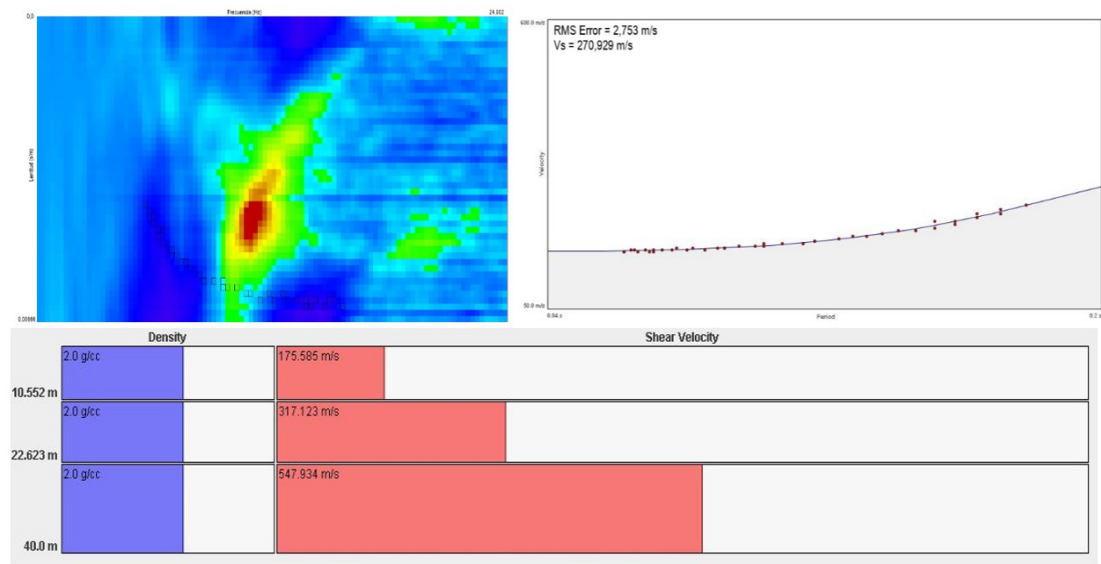 Frecuencia (Hz)
0,0
24.002
Lentitud (s/m)
600.0 m/s
RMS Error = 2,753 m/s
Vs = 270,929 m/s
Velocity
50.0 m/s
0.04 s
Period
0.2 s
Density
Shear Velocity
2.0 g/cc
175.585 m/s
10.552 m
2.0 g/cc
317.123 m/s
22.623 m
2.0 g/cc
547.934 m/s
40.0 m